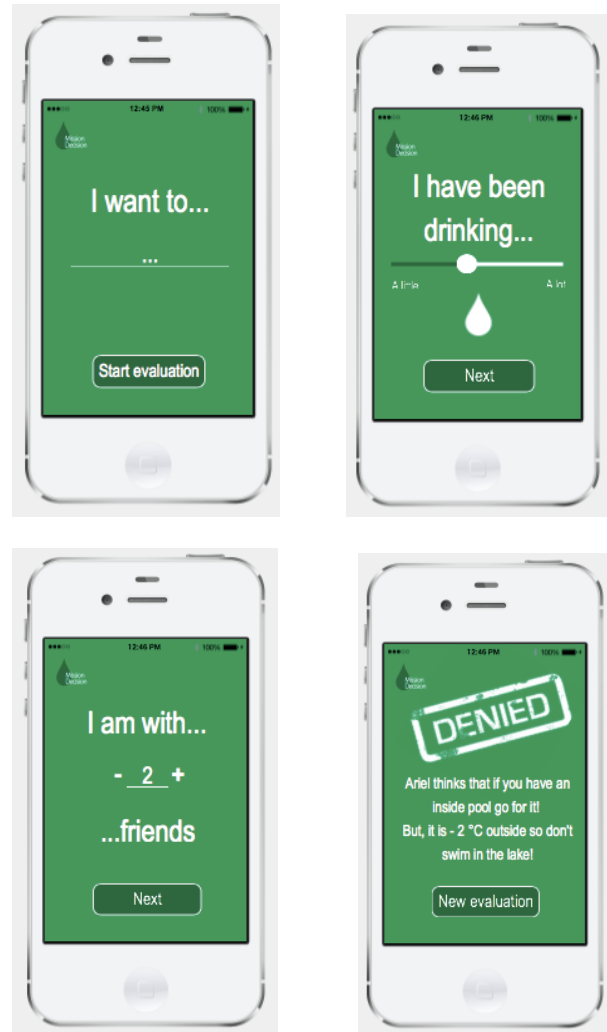 12:45 PM
100%
Mission
Decision
I want to...
...
Start evaluation
12:46 PM
100%
Mission
Decision
I have been
drinking...
A little
A lot
Next
12:46 PM
100%
Mission
Decision
I am with...
- 2 +
...friends
Next
12:46 PM
100%
Mission
Decision
DENIED
Ariel thinks that if you have an
inside pool go for it!
But, it is - 2 °C outside so don't
swim in the lake!
New evaluation